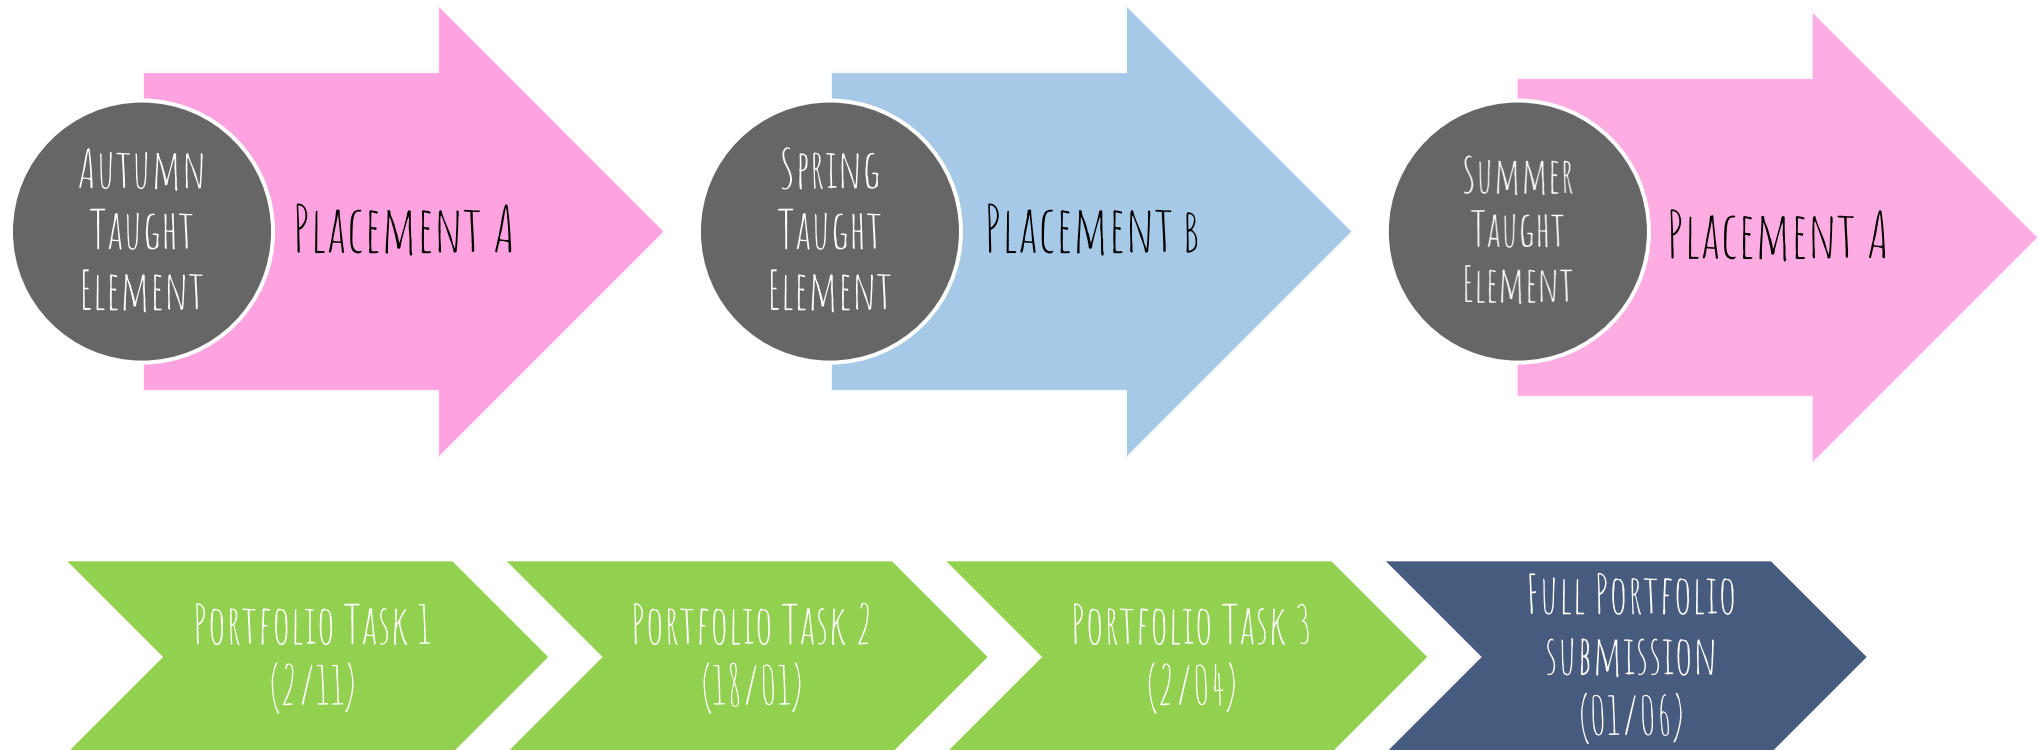 Autumn
Taught
Element
Placement A
Spring
Taught
Element
Placement b
Summer
Taught
Element
Placement A
Portfolio Task 1
(2/11)
Portfolio Task 2
(18/01)
Portfolio Task 3
(2/04)
Full Portfolio
submission
(01/06)